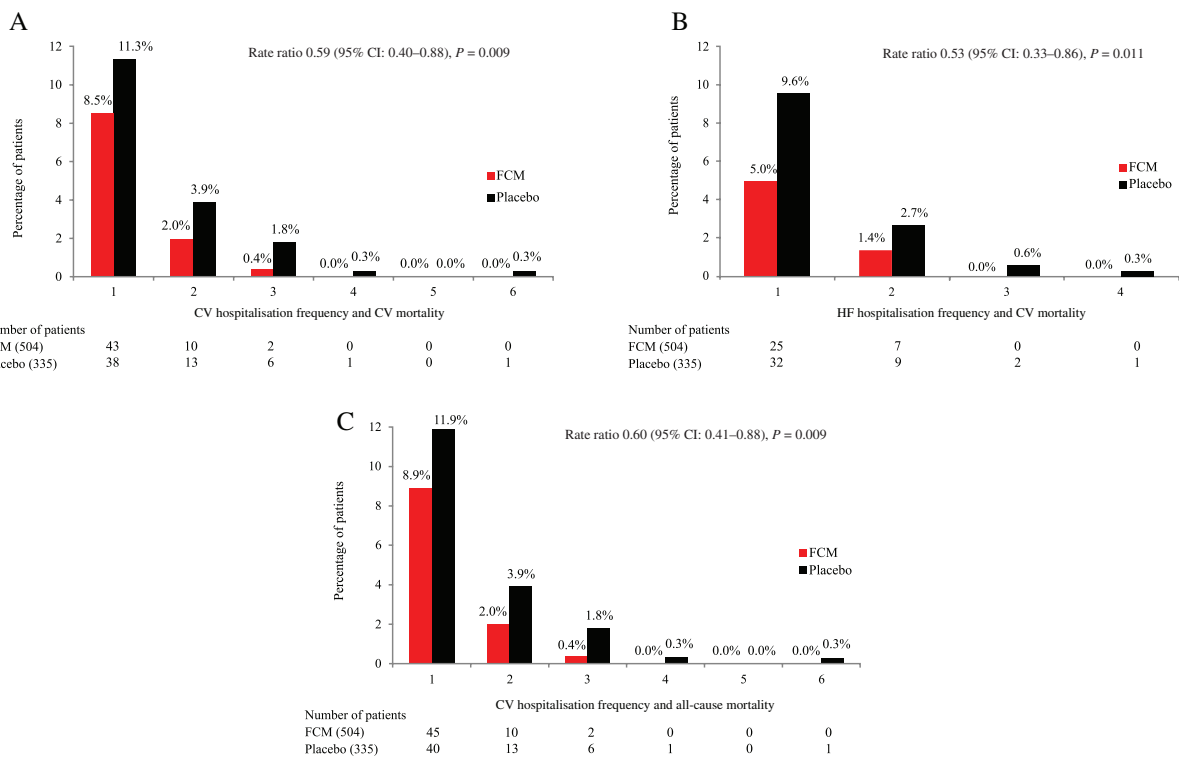 A
Rate ratio 0.59 (95% CI: 0.40–0.88), P = 0.009
Percentage of patients
12
10
8
6
4
2
0
8.5% 11.3%
2.0% 3.9%
0.4% 1.8%
0.0% 0.3%
0.0% 0.0%
0.0% 0.3%
FCM
Placebo
1 2 3 4 5 6
CV hospitalisation frequency and CV mortality
mber of patients
M (504) 43 10 2 0 0 0
cebo (335) 38 13 6 1 0 1
B
Rate ratio 0.53 (95% CI: 0.33–0.86), P = 0.011
Percentage of patients
12
10
8
6
4
2
0
5.0% 9.6%
1.4% 2.7%
0.0% 0.6%
0.0% 0.3%
FCM
Placebo
1 2 3 4
HF hospitalisation frequency and CV mortality
Number of patients
FCM (504) 25 7 0 0
Placebo (335) 32 9 2 1
C
Rate ratio 0.60 (95% CI: 0.41–0.88), P = 0.009
Percentage of patients
12
10
8
6
4
2
0
8.9% 11.9%
2.0% 3.9%
0.4% 1.8%
0.0% 0.3%
0.0% 0.0%
0.0% 0.3%
FCM
Placebo
1 2 3 4 5 6
CV hospitalisation frequency and all-cause mortality
Number of patients
FCM (504) 45 10 2 0 0 0
Placebo (335) 40 13 6 1 0 1